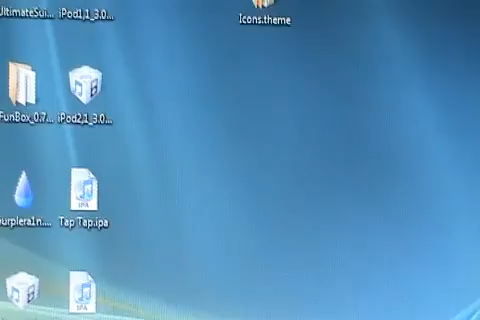 UltimateSui... iPod1,1_3.0...
Icons.theme
FunBox_0.7... iPod2,1_3.0...
purplera1n.... Tap Tap.ipa
IPA
IPA